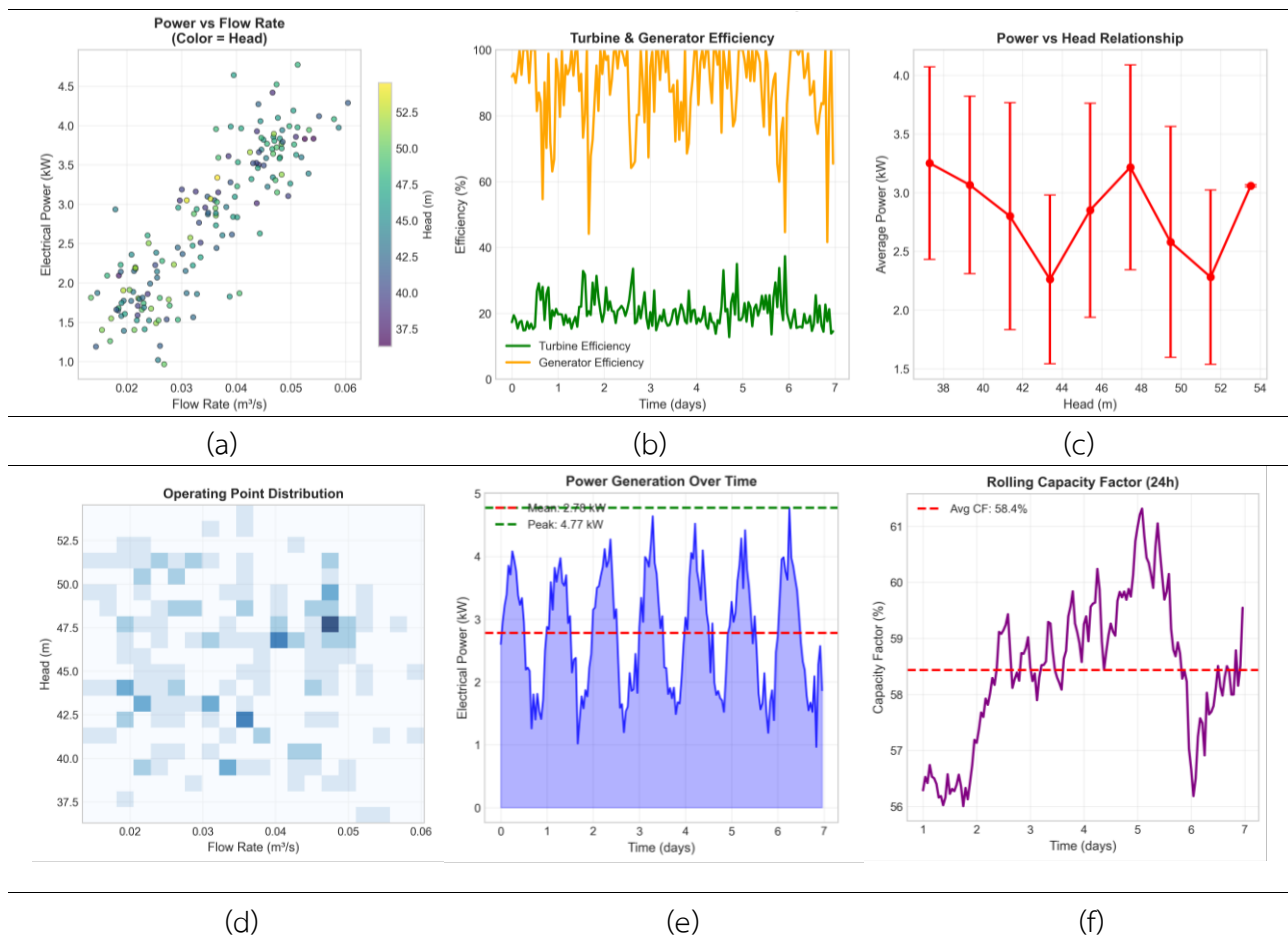 Power vs Flow Rate
(Color = Head)
Electrical Power (kW)
4.5
4.0
3.5
3.0
2.5
2.0
1.5
1.0
0.02
0.03
0.04
0.05
0.06
Flow Rate (m³/s)
52.5
50.0
47.5
45.0
42.5
40.0
37.5
Head (m)
Turbine & Generator Efficiency
Efficiency (%)
100
80
60
40
20
0
Turbine Efficiency
Generator Efficiency
0
1
2
3
4
5
6
7
Time (days)
Power vs Head Relationship
Average Power (kW)
4.0
3.5
3.0
2.5
2.0
1.5
38
40
42
44
46
48
50
52
54
Head (m)
(a)
(b)
(c)
Operating Point Distribution
Head (m)
52.5
50.0
47.5
45.0
42.5
40.0
37.5
0.02
0.03
0.04
0.05
0.06
Flow Rate (m³/s)
Power Generation Over Time
Electrical Power (kW)
5
4
3
2
1
0
Mean: 2.78 kW
Peak: 4.77 kW
0
1
2
3
4
5
6
7
Time (days)
Rolling Capacity Factor (24h)
Capacity Factor (%)
61
60
59
58
57
56
Avg CF: 58.4%
1
2
3
4
5
6
7
Time (days)
(d)
(e)
(f)